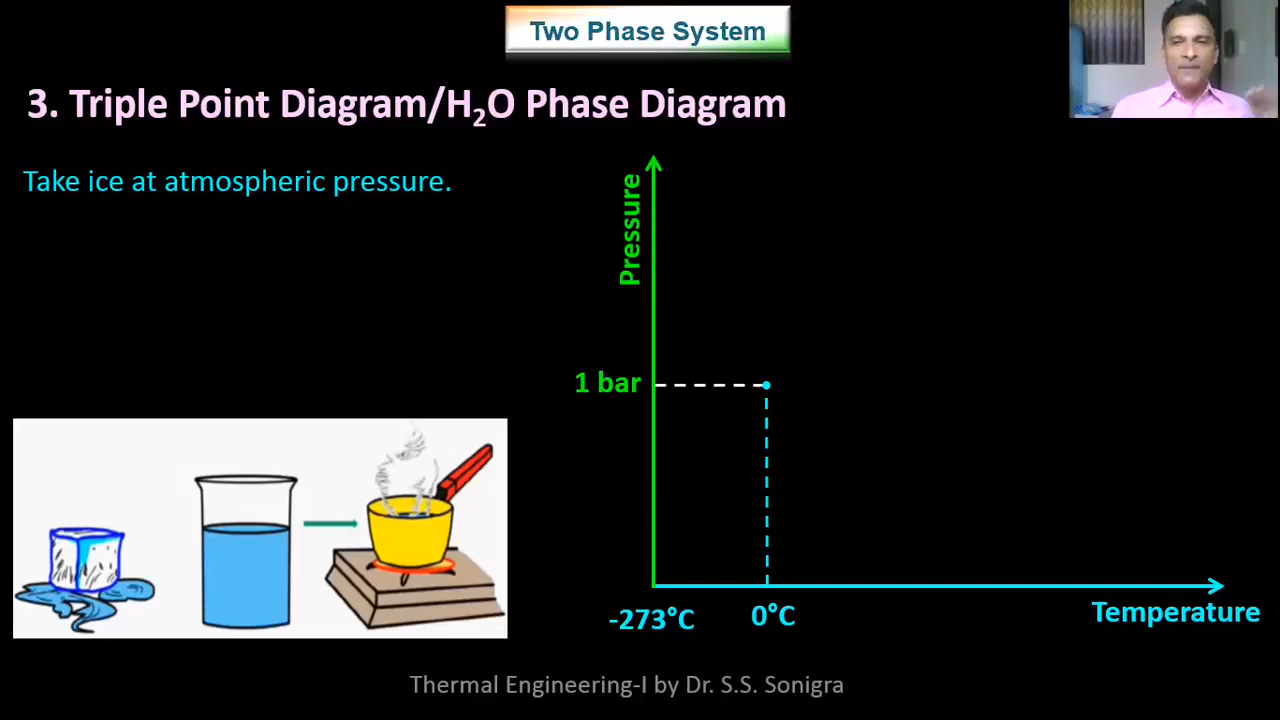 Two Phase System
3. Triple Point Diagram/H₂O Phase Diagram
Take ice at atmospheric pressure.
Pressure
1 bar
-273°C
0°C
Temperature
Thermal Engineering-I by Dr. S.S. Sonigra